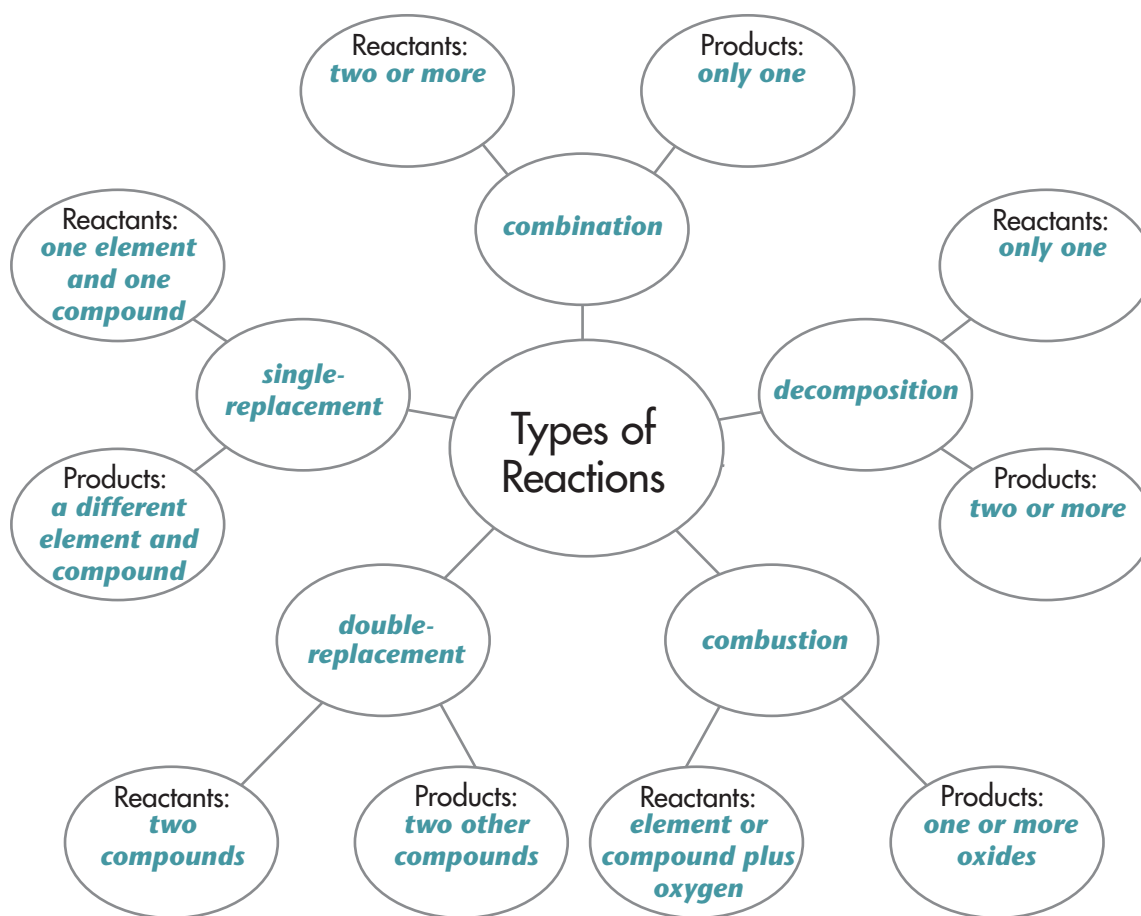 Reactants:
two or more
Products:
only one
combination
Reactants:
one element
and one
compound
Reactants:
only one
single-
replacement
decomposition
Types of
Reactions
Products:
a different
element and
compound
Products:
two or more
double-
replacement
combustion
Reactants:
two
compounds
Products:
two other
compounds
Reactants:
element or
compound plus
oxygen
Products:
one or more
oxides